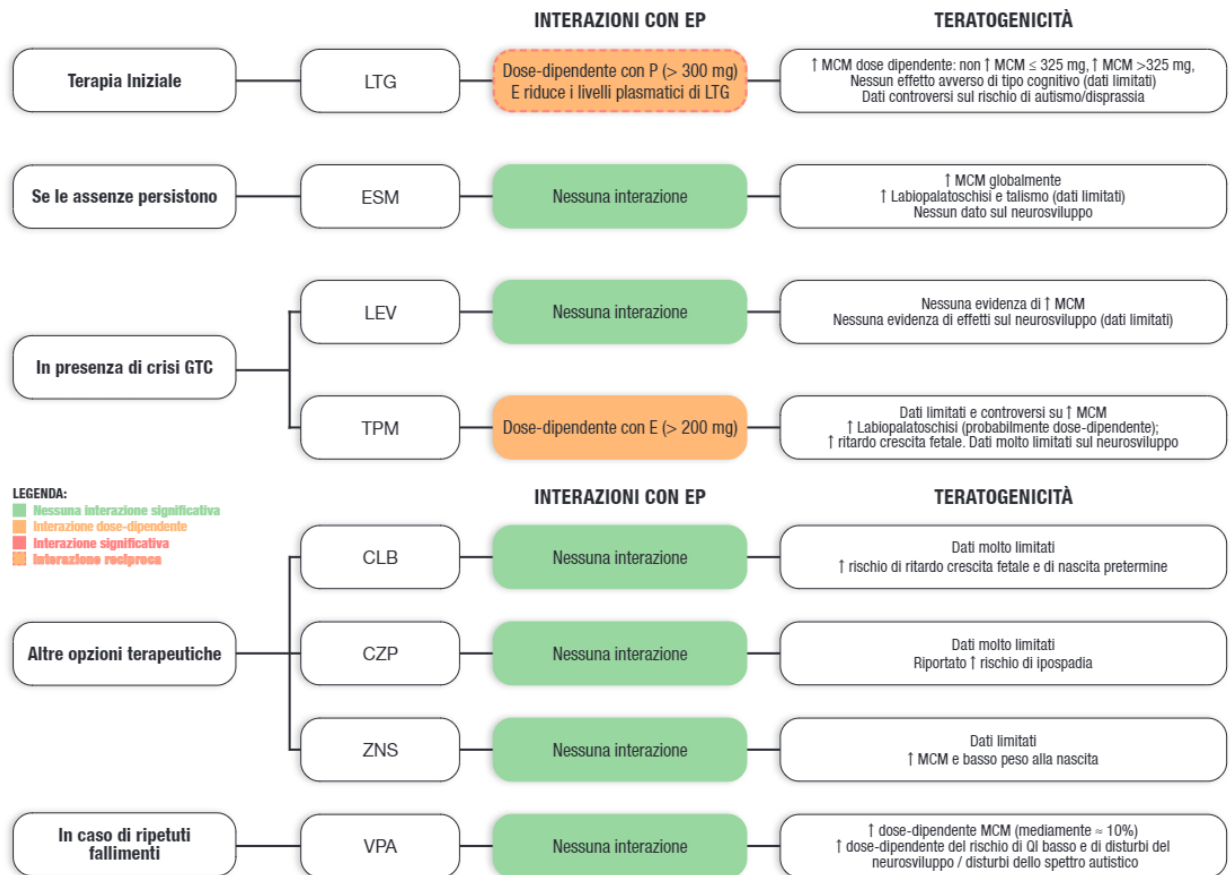 INTERAZIONI CON EP
TERATOGENICITÀ
Terapia Iniziale
LTG
Dose-dipendente con P (> 300 mg)
E riduce i livelli plasmatici di LTG
↑ MCM dose dipendente: non ↑ MCM ≤ 325 mg, ↑ MCM >325 mg,
Nessun effetto avverso di tipo cognitivo (dati limitati)
Dati controversi sul rischio di autismo/disprassia
Se le assenze persistono
ESM
Nessuna interazione
↑ MCM globalmente
↑ Labiopalatoschisi e talismo (dati limitati)
Nessun dato sul neurosviluppo
In presenza di crisi GTC
LEV
Nessuna interazione
Nessuna evidenza di ↑ MCM
Nessuna evidenza di effetti sul neurosviluppo (dati limitati)
TPM
Dose-dipendente con E (> 200 mg)
Dati limitati e controversi su ↑ MCM
↑ Labiopalatoschisi (probabilmente dose-dipendente);
↑ ritardo crescita fetale. Dati molto limitati sul neurosviluppo
LEGENDA:
Nessuna interazione significativa
Interazione dose-dipendente
Interazione significativa
Interazione reciproca
INTERAZIONI CON EP
TERATOGENICITÀ
Altre opzioni terapeutiche
CLB
Nessuna interazione
Dati molto limitati
↑ rischio di ritardo crescita fetale e di nascita pretermine
CZP
Nessuna interazione
Dati molto limitati
Riportato ↑ rischio di ipospadia
ZNS
Nessuna interazione
Dati limitati
↑ MCM e basso peso alla nascita
In caso di ripetuti
fallimenti
VPA
Nessuna interazione
↑ dose-dipendente MCM (mediamente ≈ 10%)
↑ dose-dipendente del rischio di QI basso e di disturbi del
neurosviluppo / disturbi dello spettro autistico